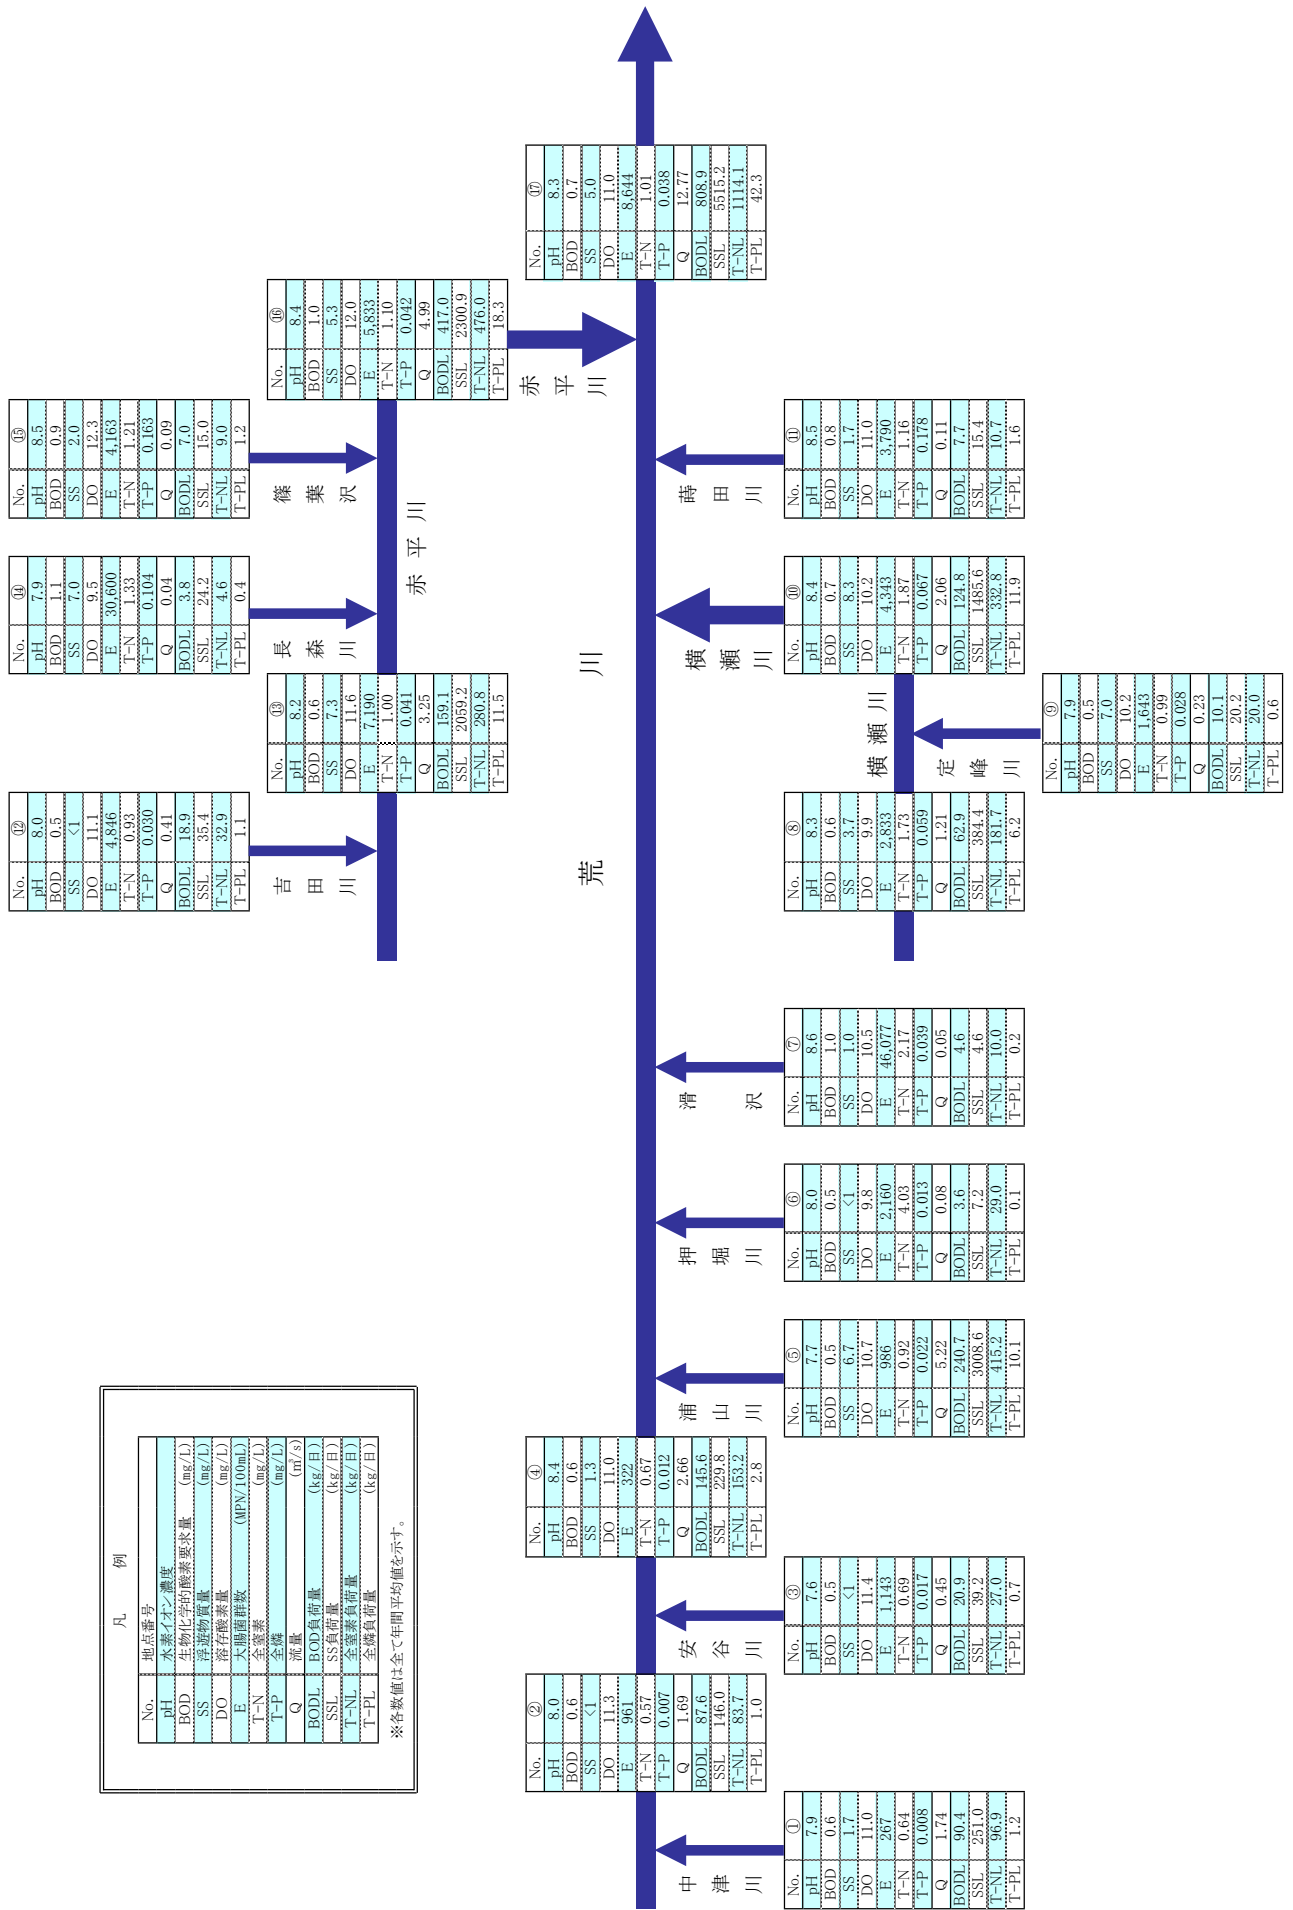 凡 例
No. 地点番号
pH 水素イオン濃度
BOD 生物化学的酸素要求量 (mg/L)
SS 浮遊物質量 (mg/L)
DO 溶存酸素量 (mg/L)
E 大腸菌群数 (MPN/100mL)
T-N 全窒素 (mg/L)
T-P 全燐 (mg/L)
Q 流量 (m³/s)
BODL BOD負荷量 (kg/日)
SSL SS負荷量 (kg/日)
T-NL 全窒素負荷量 (kg/日)
T-PL 全燐負荷量 (kg/日)
※各数値は全て年間平均値を示す。
中津川
No. ①
pH 7.9
BOD 0.6
SS 1.7
DO 11.0
E 267
T-N 0.64
T-P 0.008
Q 1.74
BODL 90.4
SSL 251.0
T-NL 96.9
T-PL 1.2
No. ②
pH 8.0
BOD 0.6
SS <1
DO 11.3
E 961
T-N 0.57
T-P 0.007
Q 1.69
BODL 87.6
SSL 146.0
T-NL 83.7
T-PL 1.0
安谷川
No. ③
pH 7.6
BOD 0.5
SS <1
DO 11.4
E 1,143
T-N 0.69
T-P 0.017
Q 0.45
BODL 20.9
SSL 39.2
T-NL 27.0
T-PL 0.7
No. ④
pH 8.4
BOD 0.6
SS 1.3
DO 11.0
E 322
T-N 0.67
T-P 0.012
Q 2.66
BODL 145.6
SSL 229.8
T-NL 153.2
T-PL 2.8
浦山川
No. ⑤
pH 7.7
BOD 0.5
SS 6.7
DO 10.7
E 986
T-N 0.92
T-P 0.022
Q 5.22
BODL 240.7
SSL 3008.6
T-NL 415.2
T-PL 10.1
押堀川
No. ⑥
pH 8.0
BOD 0.5
SS <1
DO 9.8
E 2,160
T-N 4.03
T-P 0.013
Q 0.08
BODL 3.6
SSL 7.2
T-NL 29.0
T-PL 0.1
滑沢
No. ⑦
pH 8.6
BOD 1.0
SS 1.0
DO 10.5
E 46,077
T-N 2.17
T-P 0.039
Q 0.05
BODL 4.6
SSL 4.6
T-NL 10.0
T-PL 0.2
荒川
No. ⑧
pH 8.3
BOD 0.6
SS 3.7
DO 9.9
E 2,833
T-N 1.73
T-P 0.059
Q 1.21
BODL 62.9
SSL 384.4
T-NL 181.7
T-PL 6.2
横瀬川
定峰川
No. ⑨
pH 7.9
BOD 0.5
SS 7.0
DO 10.2
E 1,643
T-N 0.99
T-P 0.028
Q 0.23
BODL 10.1
SSL 20.2
T-NL 20.0
T-PL 0.6
横瀬川
No. ⑩
pH 8.4
BOD 0.7
SS 8.3
DO 10.2
E 4,343
T-N 1.87
T-P 0.067
Q 2.06
BODL 124.8
SSL 1485.6
T-NL 332.8
T-PL 11.9
蒔田川
No. ⑪
pH 8.5
BOD 0.8
SS 1.7
DO 11.0
E 3,790
T-N 1.16
T-P 0.178
Q 0.11
BODL 7.7
SSL 15.4
T-NL 10.7
T-PL 1.6
No. ⑫
pH 8.0
BOD 0.5
SS <1
DO 11.1
E 4,846
T-N 0.93
T-P 0.030
Q 0.41
BODL 18.9
SSL 35.4
T-NL 32.9
T-PL 1.1
吉田川
No. ⑬
pH 8.2
BOD 0.6
SS 7.3
DO 11.6
E 7,190
T-N 1.00
T-P 0.041
Q 3.25
BODL 159.1
SSL 2059.2
T-NL 280.8
T-PL 11.5
No. ⑭
pH 7.9
BOD 1.1
SS 7.0
DO 9.5
E 30,600
T-N 1.33
T-P 0.104
Q 0.04
BODL 3.8
SSL 24.2
T-NL 4.6
T-PL 0.4
長森川
赤平川
No. ⑮
pH 8.5
BOD 0.9
SS 2.0
DO 12.3
E 4,163
T-N 1.21
T-P 0.163
Q 0.09
BODL 7.0
SSL 15.0
T-NL 9.0
T-PL 1.2
篠葉沢
No. ⑯
pH 8.4
BOD 1.0
SS 5.3
DO 12.0
E 5,833
T-N 1.10
T-P 0.042
Q 4.99
BODL 417.0
SSL 2300.9
T-NL 476.0
T-PL 18.3
赤平川
No. ⑰
pH 8.3
BOD 0.7
SS 5.0
DO 11.0
E 8,644
T-N 1.01
T-P 0.038
Q 12.77
BODL 808.9
SSL 5515.2
T-NL 1114.1
T-PL 42.3